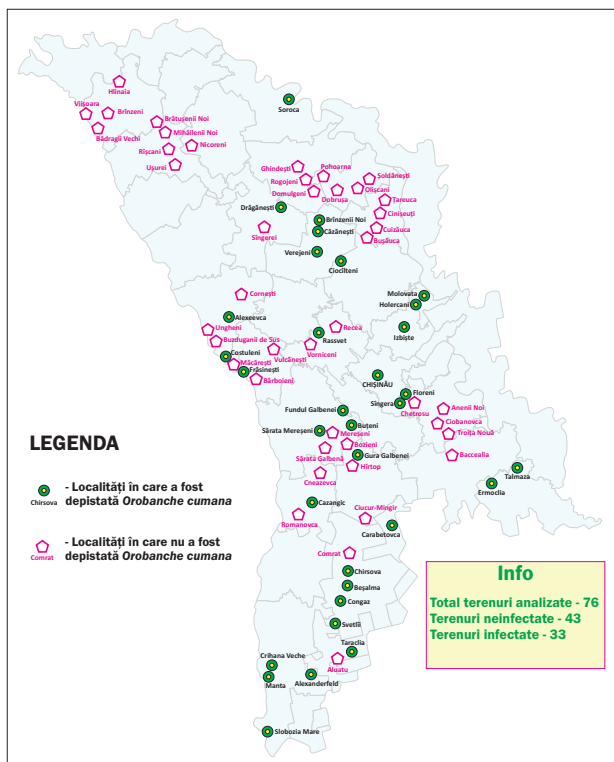 Soroca
Hlinaia
Viișoara
Brînzeni
Bădragii Vechi
Brătușenii Noi
Mihăilenii Noi
Rîșcani
Nicoreni
Ușurei
Ghindești
Pohoarna
Șoldănești
Rogojeni
Domulgeni
Dobrușa
Olișcani
Țareuca
Drăgănești
Cinișeuți
Brînzenii Noi
Căzănești
Sîngerei
Cuizăuca
Bușăuca
Verejeni
Ciocîlteni
Cornești
Molovata
Holercani
Alexeevca
Ungheni
Buzduganii de Sus
Recea
Rassvet
Izbiște
Vorniceni
Vulcănești
Costuleni
Măcărești
Frăsinești
Bărboieni
CHIȘINĂU
Floreni
Sîngera
Chetrosu
Anenii Noi
Fundul Galbenei
Ciobanovca
Buțeni
Sărata Mereșeni
Mereșeni
Troița Nouă
Bozieni
Sărata Galbenă
Gura Galbenei
Baccealia
Hîrtop
Cneazevca
Talmaza
Ermoclia
LEGENDA
Chirsova
- Localități în care a fost
depistată Orobanche cumana
Comrat
- Localități în care nu a fost
depistată Orobanche cumana
Cazangic
Romanovca
Ciucur-Mingir
Carabetovca
Comrat
Chirsova
Beșalma
Congaz
Svetlîi
Taraclia
Aluatu
Crihana Veche
Manta
Alexanderfeld
Slobozia Mare
Info
Total terenuri analizate - 76
Terenuri neinfectate - 43
Terenuri infectate - 33